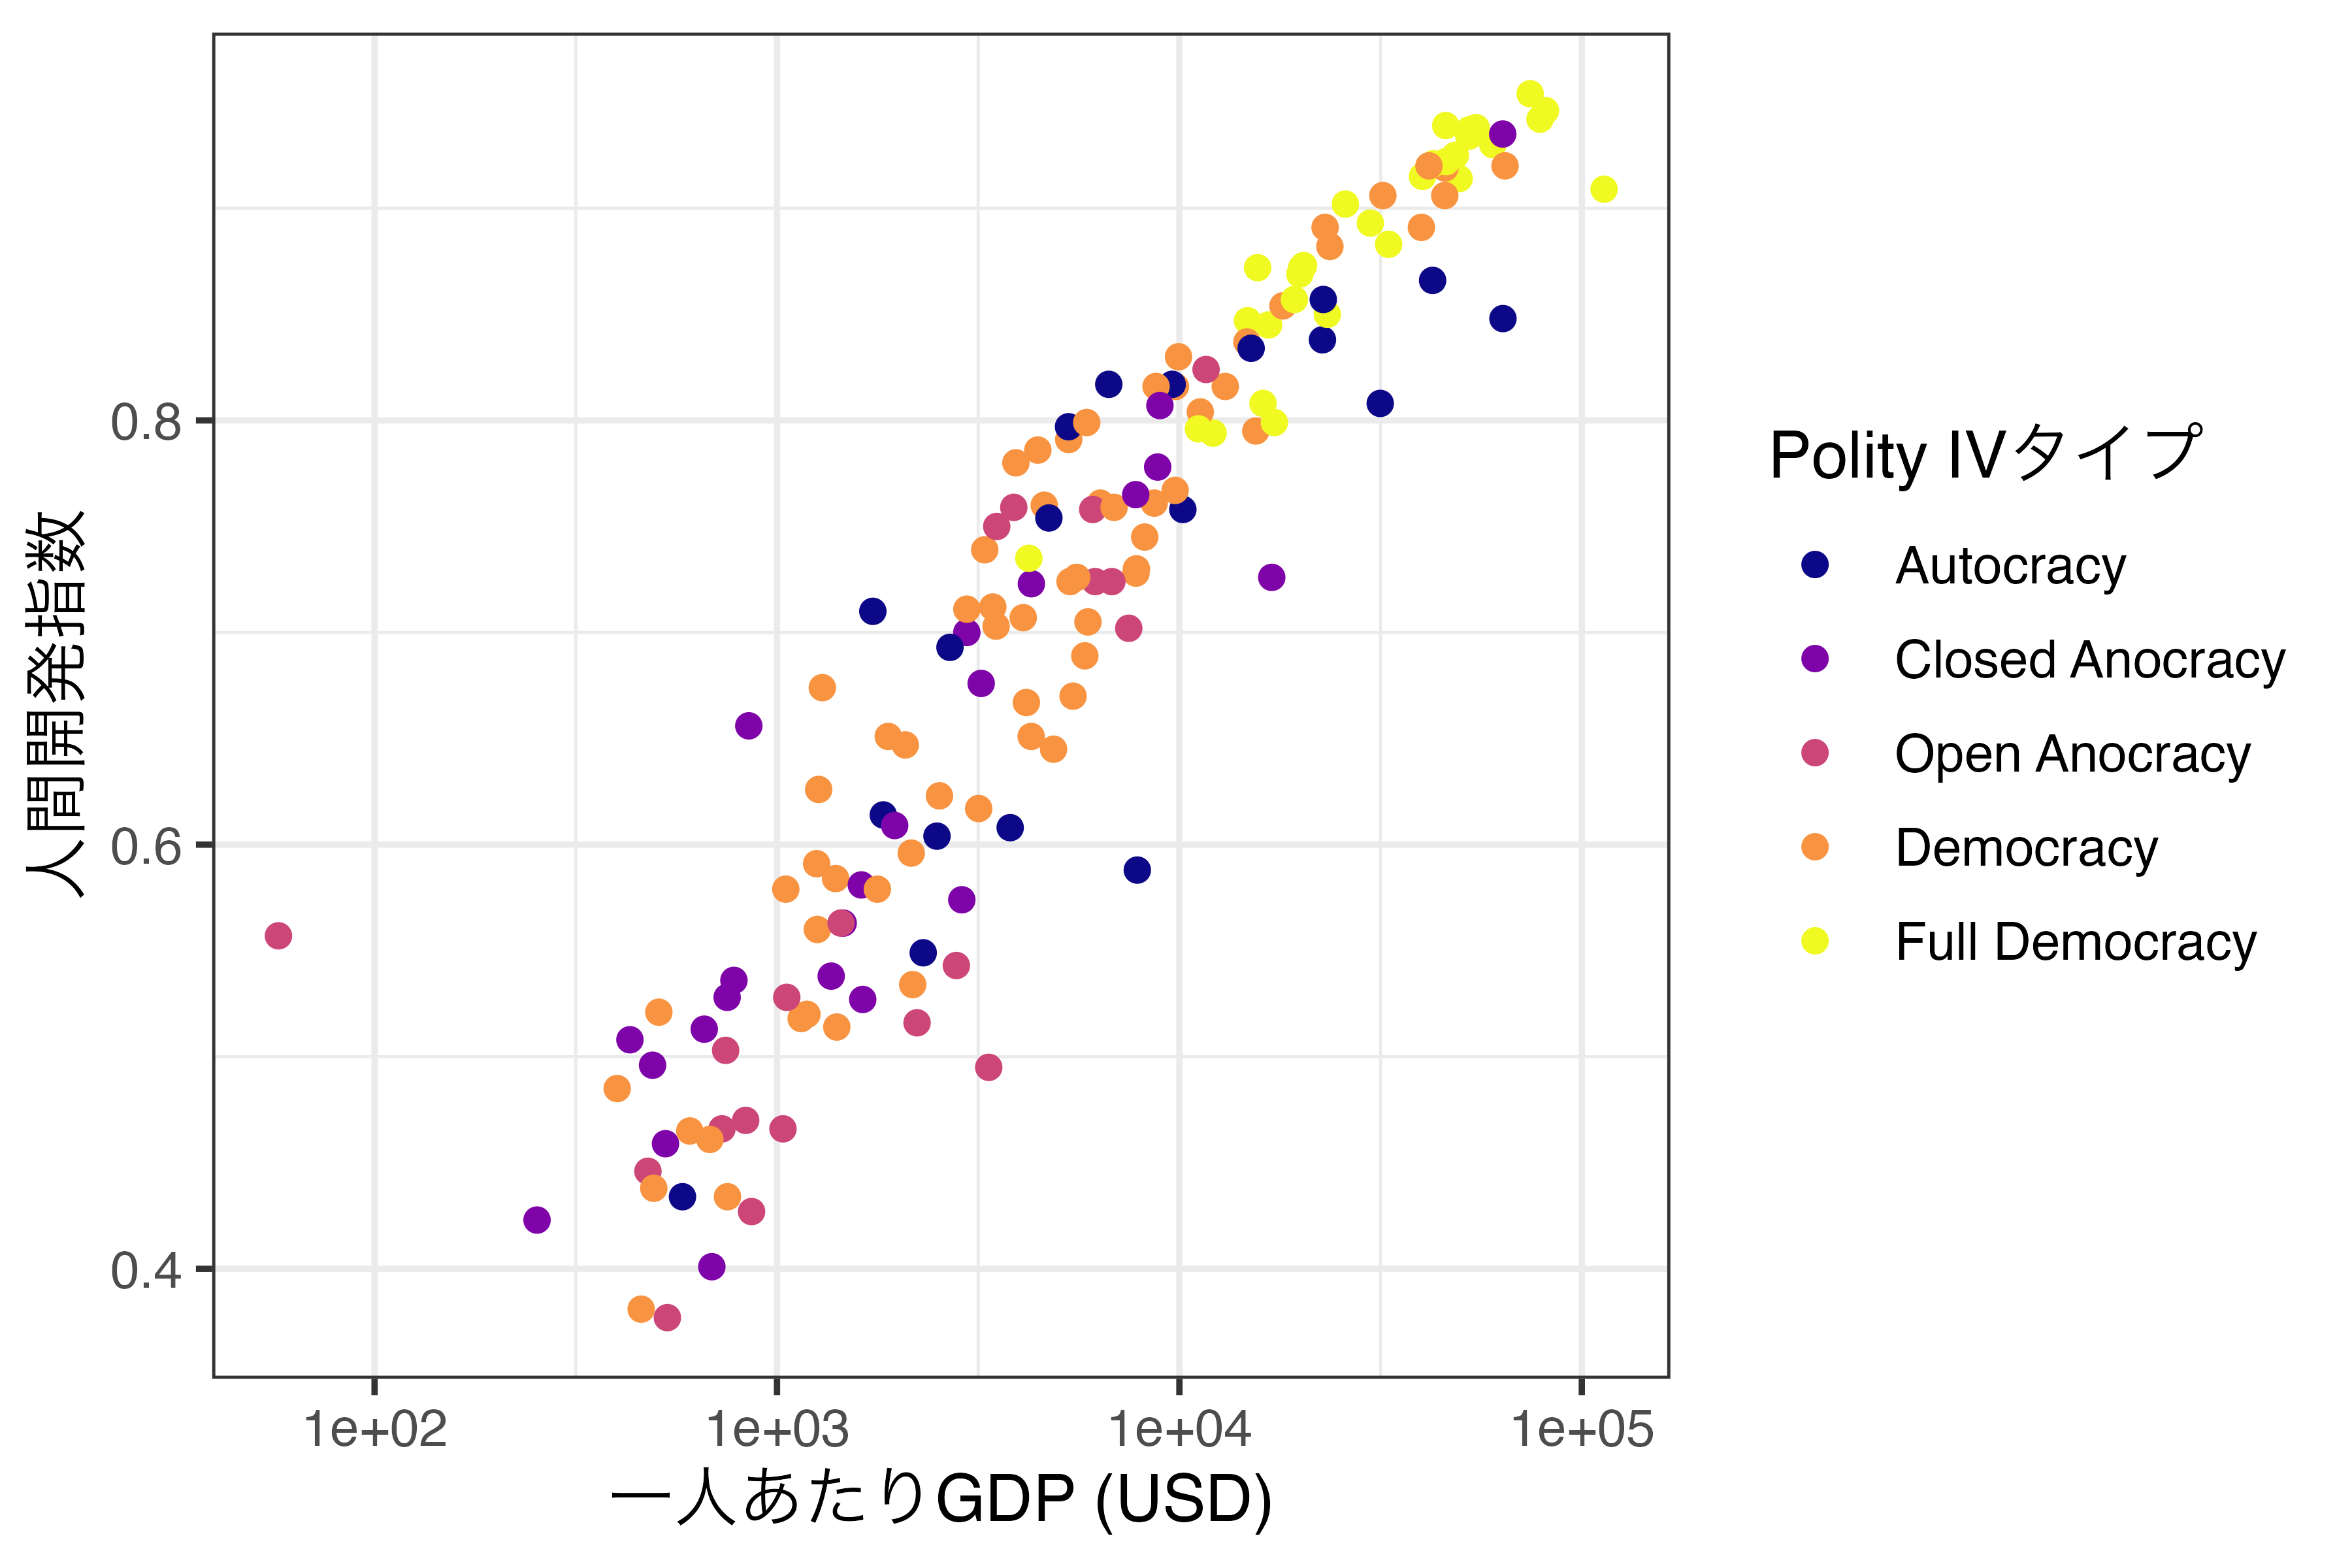 人間開発指数
0.8
0.6
0.4
1e+02
1e+03
1e+04
1e+05
一人あたりGDP (USD)
Polity IVタイプ
Autocracy
Closed Anocracy
Open Anocracy
Democracy
Full Democracy